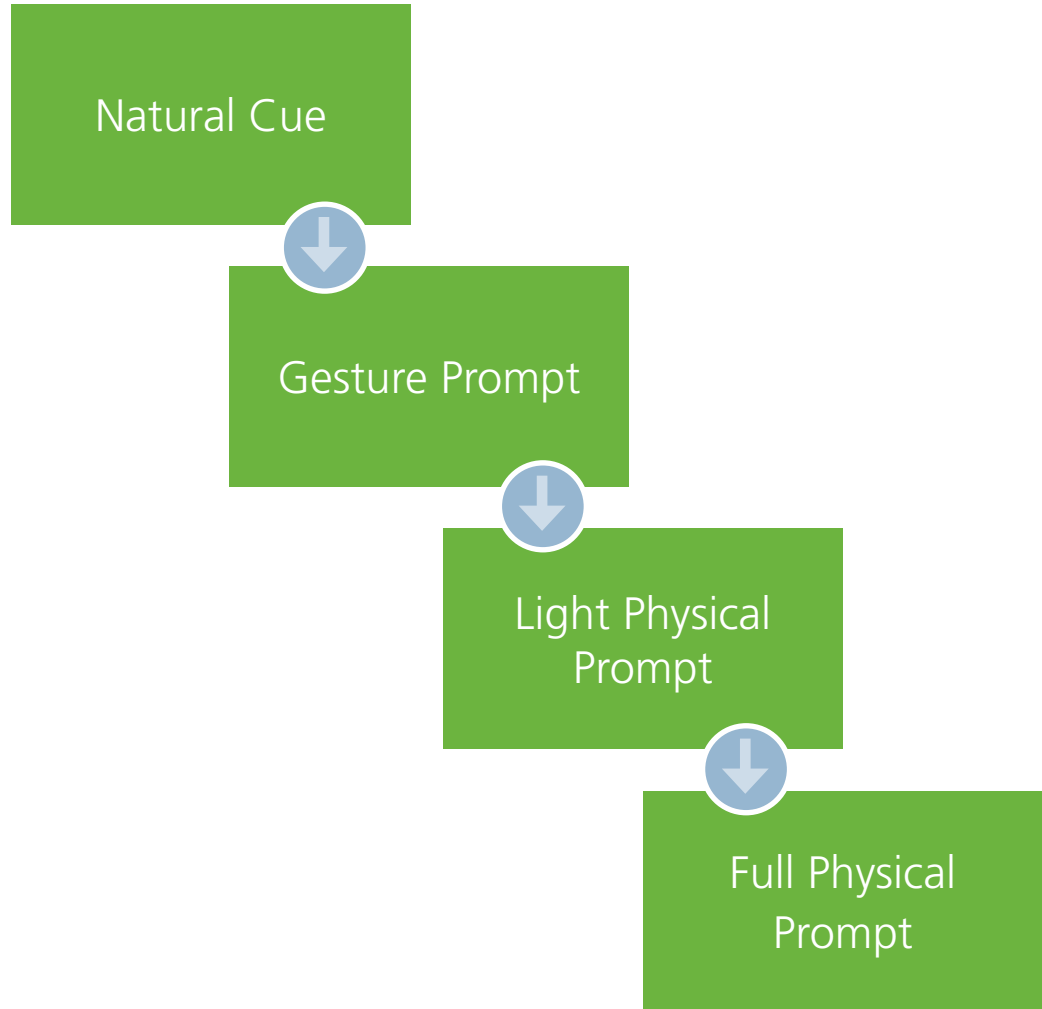 Natural Cue
Gesture Prompt
Light Physical
Prompt
Full Physical
Prompt